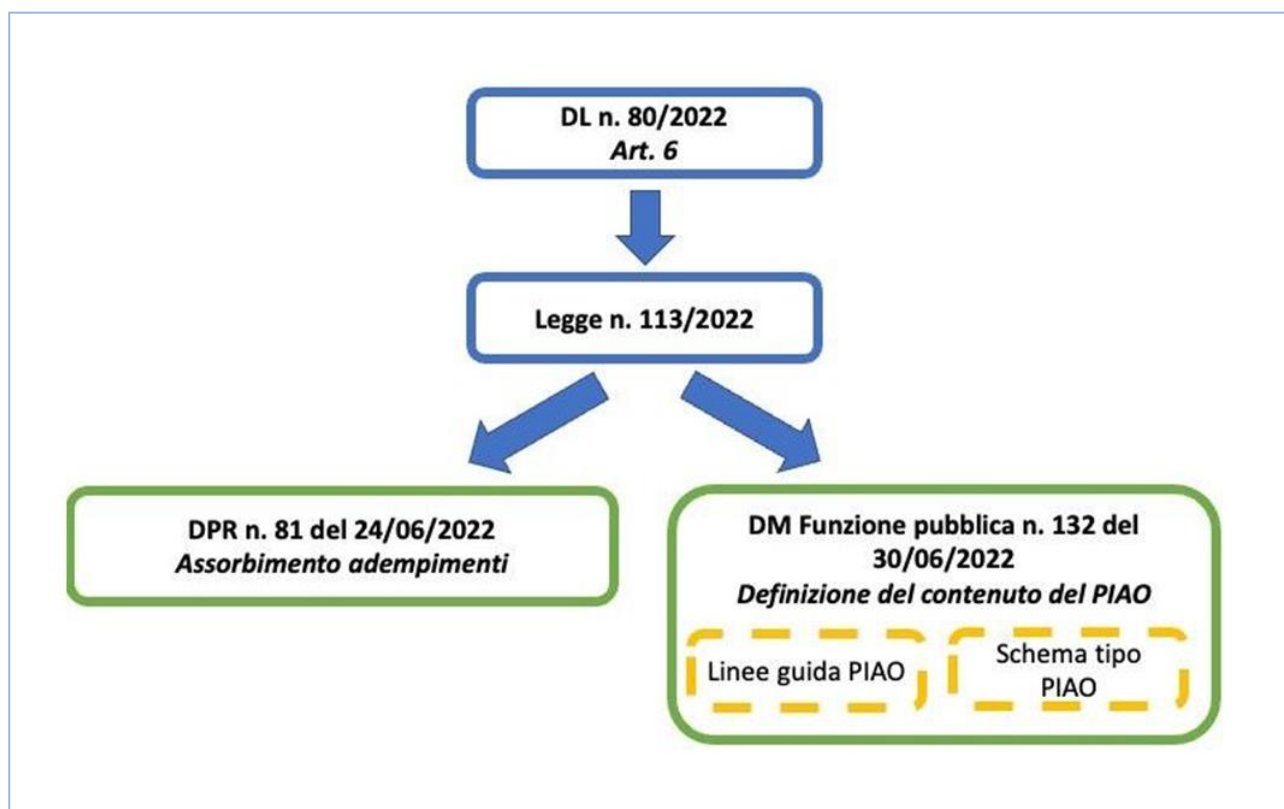 DL n. 80/2022
Art. 6
Legge n. 113/2022
DPR n. 81 del 24/06/2022
Assorbimento adempimenti
DM Funzione pubblica n. 132 del
30/06/2022
Definizione del contenuto del PIAO
Linee guida PIAO
Schema tipo
PIAO